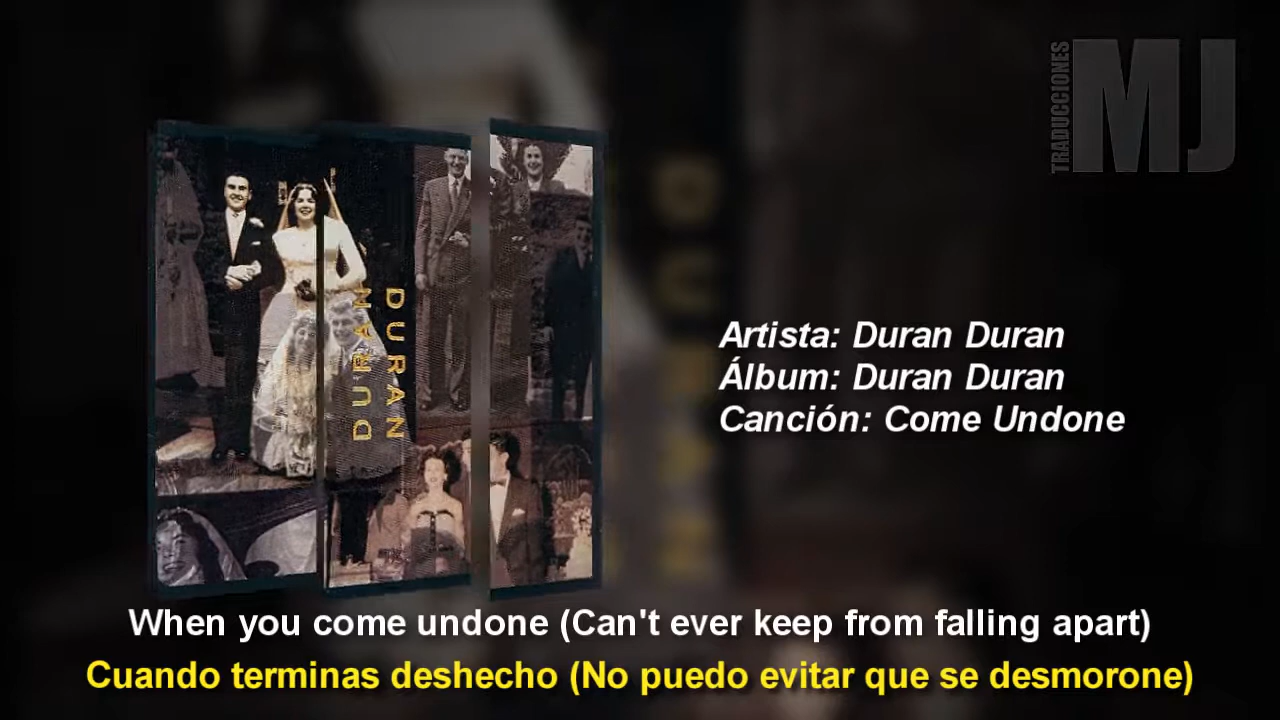 TRADUCCIONES
MJ
DURAN
DURAN
Artista: Duran Duran
Álbum: Duran Duran
Canción: Come Undone
When you come undone (Can't ever keep from falling apart)
Cuando terminas deshecho (No puedo evitar que se desmorone)